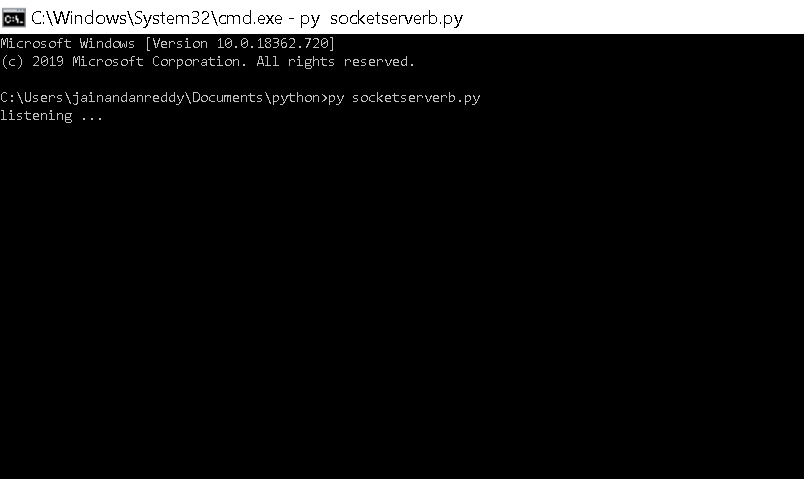 C:\Windows\System32\cmd.exe - py  socketserverb.py
Microsoft Windows [Version 10.0.18362.720]
(c) 2019 Microsoft Corporation. All rights reserved.
C:\Users\jainandanreddy\Documents\python>py socketserverb.py
listening ...